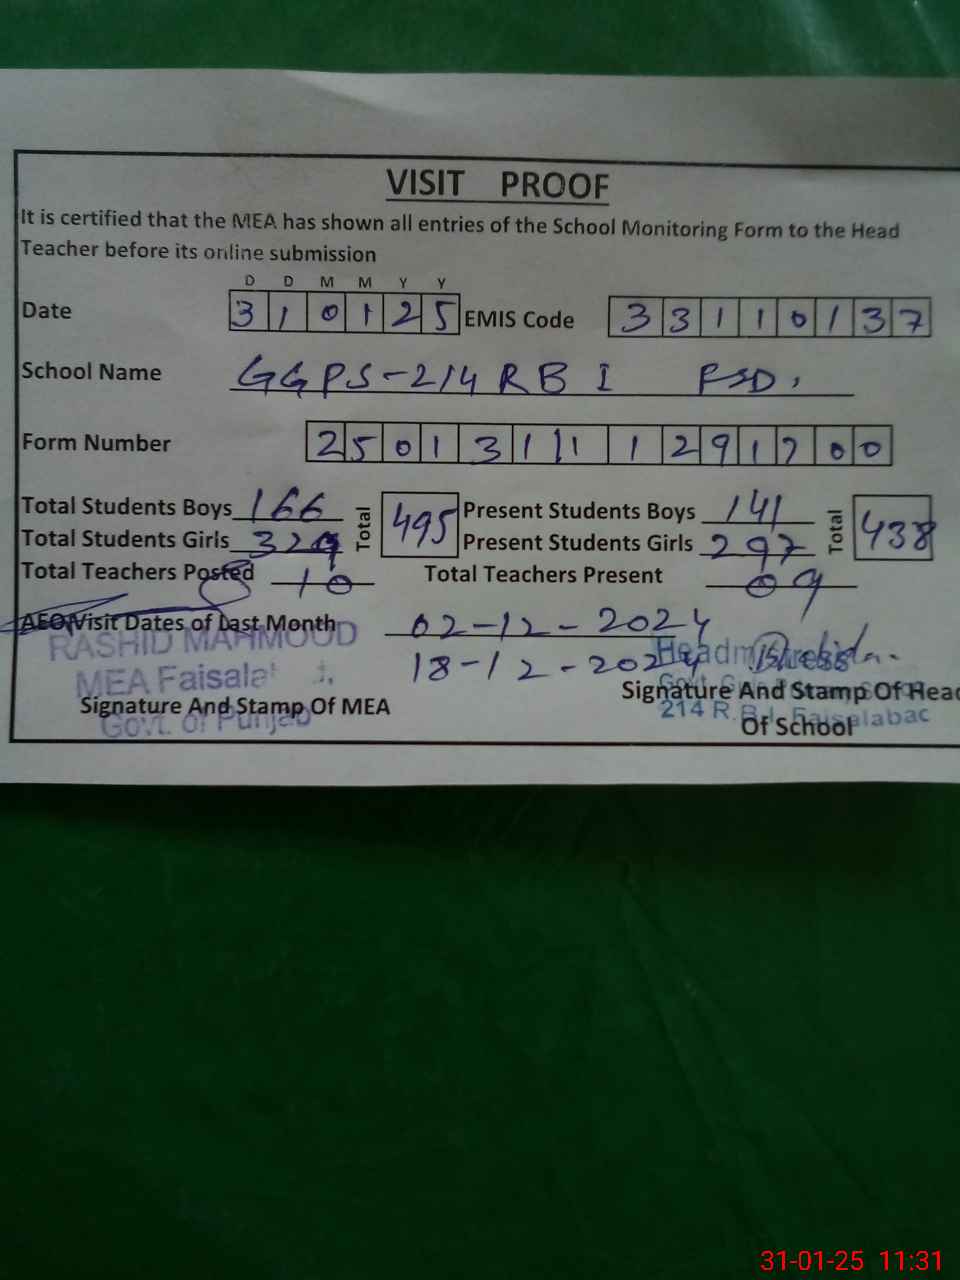 VISIT PROOF
It is certified that the MEA has shown all entries of the School Monitoring Form to the Head
Teacher before its online submission
D D M M Y Y
Date 3 1 0 1 2 5 EMIS Code 3 3 1 1 0 1 3 7
School Name GGPS-214 RB I FSD.
Form Number 2 5 0 1 3 1 1 1 2 9 1 7 0 0
Total Students Boys 166 Total 495 Present Students Boys 141 Total 438
Total Students Girls 329 Present Students Girls 297
Total Teachers Posted 10 Total Teachers Present 09
AEO Visit Dates of Last Month 02-12-2024
18-12-2024
RASHID MAHMOOD
MEA Faisala
Govt. of Punjab
Signature And Stamp Of MEA
Headmistress
214 R.B.I. Faisalabad
Signature And Stamp Of Head
Of School
31-01-25 11:31